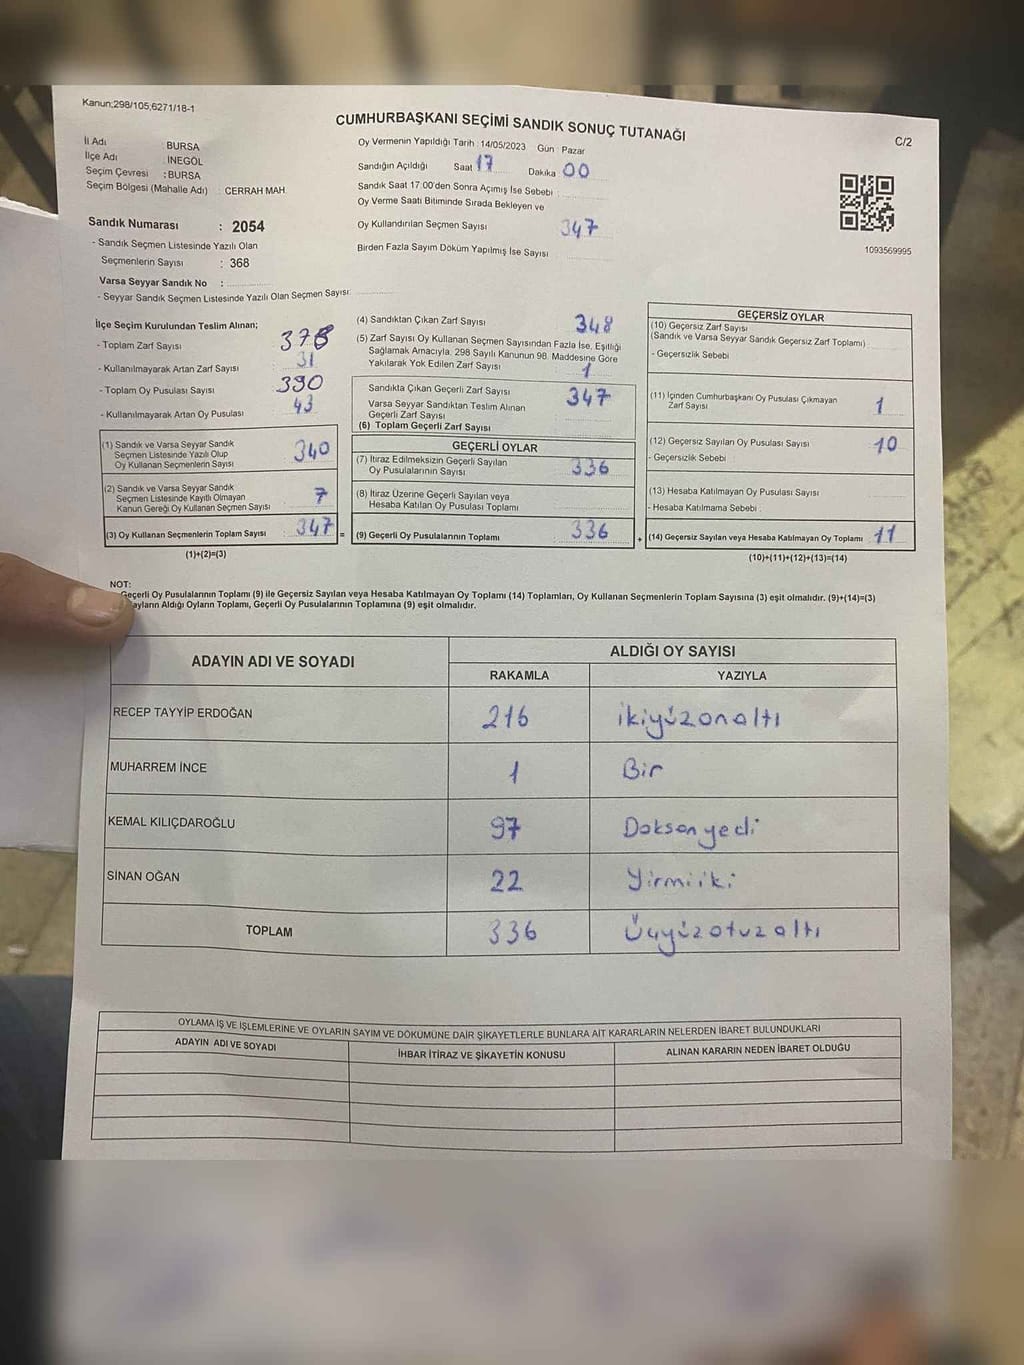 Kanun;298/105,6271/18-1
CUMHURBAŞKANI SEÇİMİ SANDIK SONUÇ TUTANAĞI
C/2
İl Adı : BURSA
İlçe Adı : İNEGÖL
Seçim Çevresi : BURSA
Seçim Bölgesi (Mahalle Adı) : CERRAH MAH.
Sandık Numarası : 2054
- Sandık Seçmen Listesinde Yazılı Olan
Seçmenlerin Sayısı : 368
Varsa Seyyar Sandık No :
- Seyyar Sandık Seçmen Listesinde Yazılı Olan Seçmen Sayısı:
Oy Vermenin Yapıldığı Tarih : 14/05/2023 Gün : Pazar
Sandığın Açıldığı Saat 17 Dakika 00
Sandık Saat 17:00'den Sonra Açımış İse Sebebi :
Oy Verme Saati Bitiminde Sırada Bekleyen ve
Oy Kullandırılan Seçmen Sayısı 347
Birden Fazla Sayım Döküm Yapılmış İse Sayısı
1093569995
İlçe Seçim Kurulundan Teslim Alınan;
- Toplam Zarf Sayısı 378
- Kullanılmayarak Artan Zarf Sayısı 31
- Toplam Oy Pusulası Sayısı 390
- Kullanılmayarak Artan Oy Pusulası 43
(1) Sandık ve Varsa Seyyar Sandık
Seçmen Listesinde Yazılı Olup
Oy Kullanan Seçmenlerin Sayısı 340
(2) Sandık ve Varsa Seyyar Sandık
Seçmen Listesinde Kayıtlı Olmayan
Kanun Gereği Oy Kullanan Seçmen Sayısı 7
(3) Oy Kullanan Seçmenlerin Toplam Sayısı 347 =
(1)+(2)=(3)
(4) Sandıktan Çıkan Zarf Sayısı 348
(5) Zarf Sayısı Oy Kullanan Seçmen Sayısından Fazla İse, Eşitliği
Sağlamak Amacıyla, 298 Sayılı Kanunun 98. Maddesine Göre
Yakılarak Yok Edilen Zarf Sayısı 1
Sandıkta Çıkan Geçerli Zarf Sayısı 347
Varsa Seyyar Sandıktan Teslim Alınan
Geçerli Zarf Sayısı
(6) Toplam Geçerli Zarf Sayısı
GEÇERLİ OYLAR
(7) İtiraz Edilmeksizin Geçerli Sayılan
Oy Pusulalarının Sayısı 336
(8) İtiraz Üzerine Geçerli Sayılan veya
Hesaba Katılan Oy Pusulası Toplamı
(9) Geçerli Oy Pusulalarının Toplamı 336 +
GEÇERSİZ OYLAR
(10) Geçersiz Zarf Sayısı
(Sandık ve Varsa Seyyar Sandık Geçersiz Zarf Toplamı)
- Geçersizlik Sebebi
(11) İçinden Cumhurbaşkanı Oy Pusulası Çıkmayan
Zarf Sayısı 1
(12) Geçersiz Sayılan Oy Pusulası Sayısı 10
- Geçersizlik Sebebi :
(13) Hesaba Katılmayan Oy Pusulası Sayısı
- Hesaba Katılmama Sebebi :
(14) Geçersiz Sayılan veya Hesaba Katılmayan Oy Toplamı 11
(10)+(11)+(12)+(13)=(14)
NOT:
Geçerli Oy Pusulalarının Toplamı (9) ile Geçersiz Sayılan veya Hesaba Katılmayan Oy Toplamı (14) Toplamları, Oy Kullanan Seçmenlerin Toplam Sayısına (3) eşit olmalıdır. (9)+(14)=(3)
Aldığı Oyların Toplamı, Geçerli Oy Pusulalarının Toplamına (9) eşit olmalıdır.
ADAYIN ADI VE SOYADI ALDIĞI OY SAYISI
RAKAMLA YAZIYLA
RECEP TAYYİP ERDOĞAN 216 ikiyüzonaltı
MUHARREM İNCE 1 Bir
KEMAL KILIÇDAROĞLU 97 Doksanyedi
SİNAN OĞAN 22 Yirmiiki
TOPLAM 336 Üçyüzotuzaltı
OYLAMA İŞ VE İŞLEMLERİNE VE OYLARIN SAYIM VE DÖKÜMÜNE DAİR ŞİKAYETLERLE BUNLARA AİT KARARLARIN NELERDEN İBARET BULUNDUKLARI
ADAYIN ADI VE SOYADI İHBAR İTİRAZ VE ŞİKAYETİN KONUSU ALINAN KARARIN NEDEN İBARET OLDUĞU